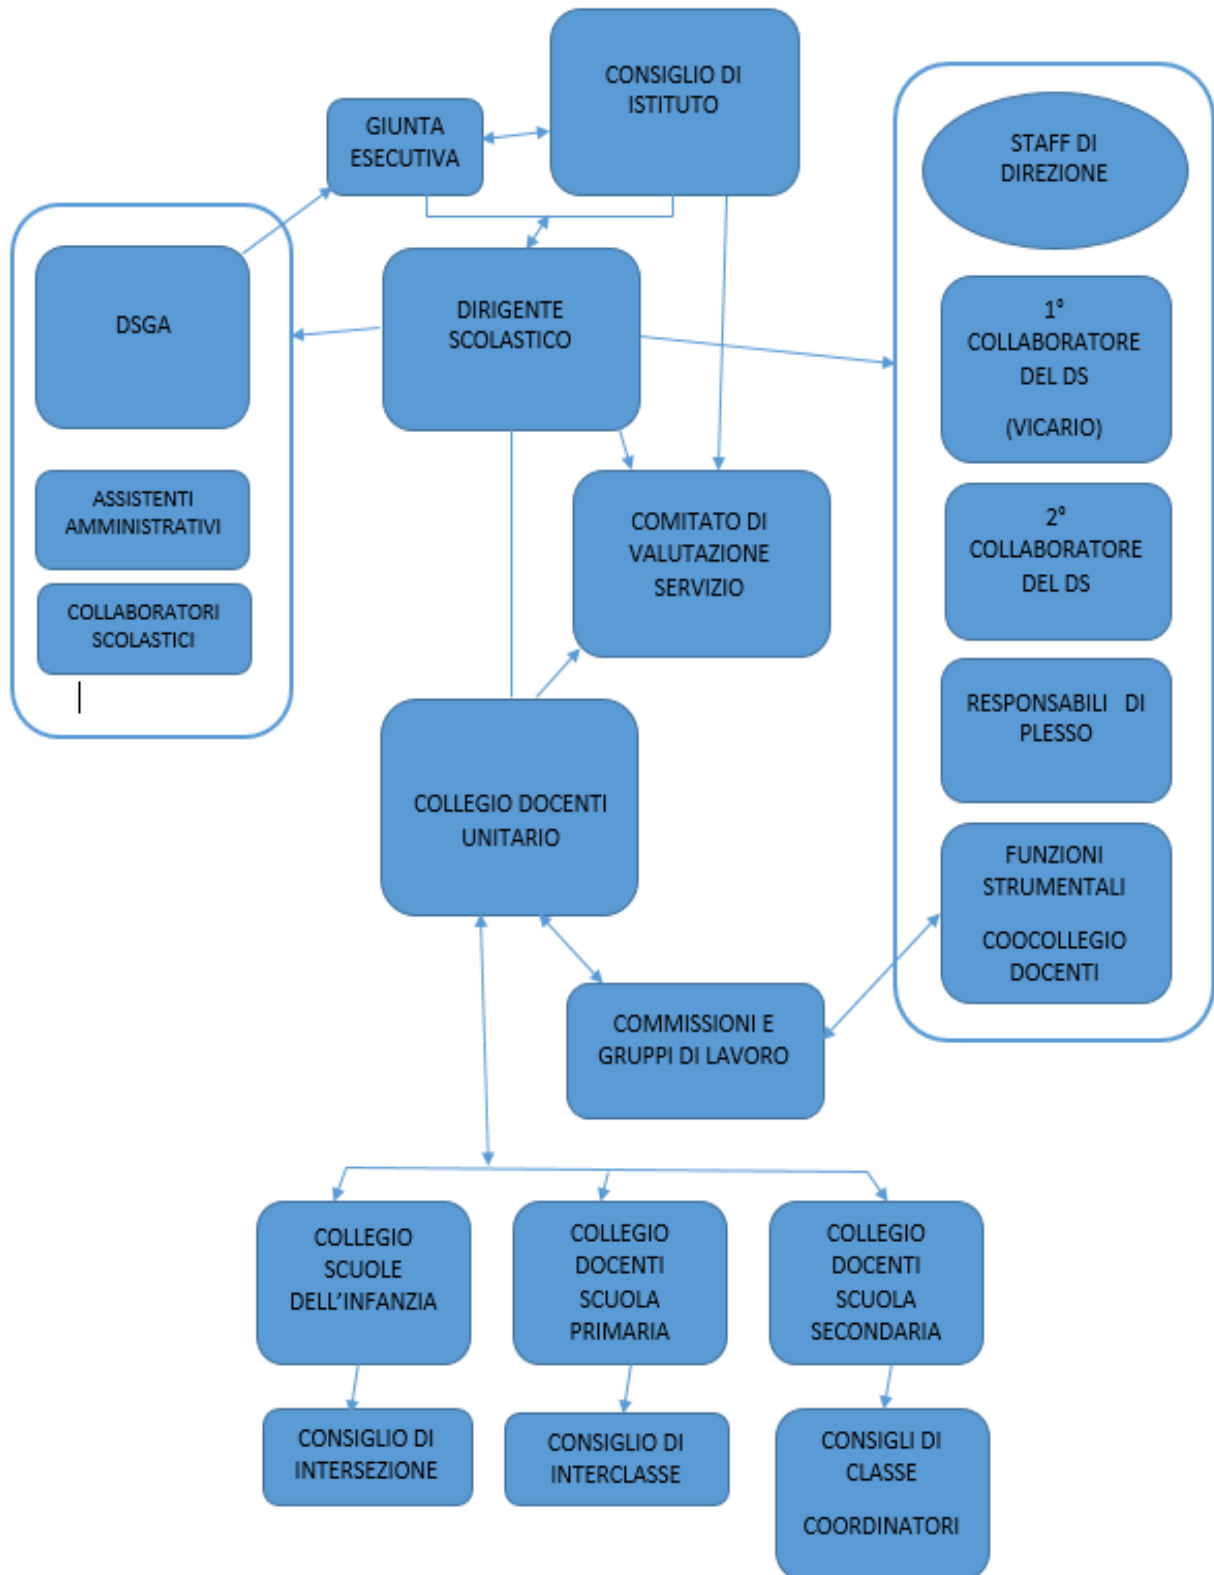 CONSIGLIO DI
ISTITUTO
GIUNTA
ESECUTIVA
STAFF DI
DIREZIONE
DSGA
DIRIGENTE
SCOLASTICO
1°
COLLABORATORE
DEL DS
(VICARIO)
ASSISTENTI
AMMINISTRATIVI
COMITATO DI
VALUTAZIONE
SERVIZIO
2°
COLLABORATORE
DEL DS
COLLABORATORI
SCOLASTICI
RESPONSABILI DI
PLESSO
COLLEGIO DOCENTI
UNITARIO
FUNZIONI
STRUMENTALI
COOCOLLEGIO
DOCENTI
COMMISSIONI E
GRUPPI DI LAVORO
COLLEGIO
SCUOLE
DELL'INFANZIA
COLLEGIO
DOCENTI
SCUOLA
PRIMARIA
COLLEGIO
DOCENTI
SCUOLA
SECONDARIA
CONSIGLIO DI
INTERSEZIONE
CONSIGLIO DI
INTERCLASSE
CONSIGLI DI
CLASSE
COORDINATORI